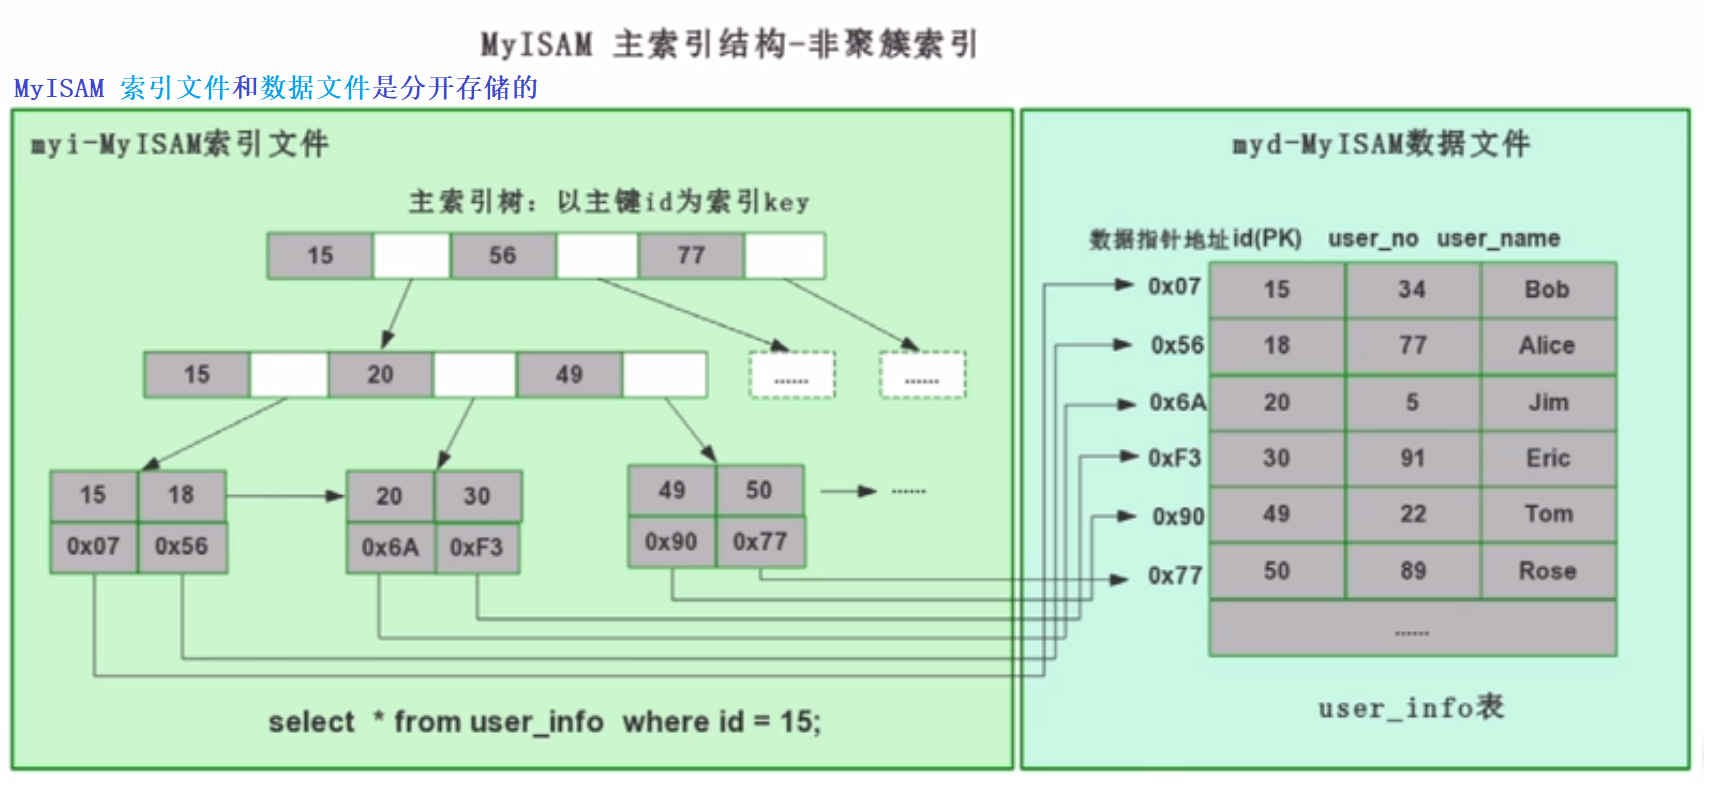 MyISAM 主索引结构-非聚簇索引
MyISAM 索引文件和数据文件是分开存储的
myi-MyISAM索引文件
主索引树：以主键id为索引key
15 56 77
15 20 49 ...... ......
15 18 20 30 49 50 ......
0x07 0x56 0x6A 0xF3 0x90 0x77
select * from user_info where id = 15;
myd-MyISAM数据文件
数据指针地址 id(PK) user_no user_name
0x07 15 34 Bob
0x56 18 77 Alice
0x6A 20 5 Jim
0xF3 30 91 Eric
0x90 49 22 Tom
0x77 50 89 Rose
......
user_info表